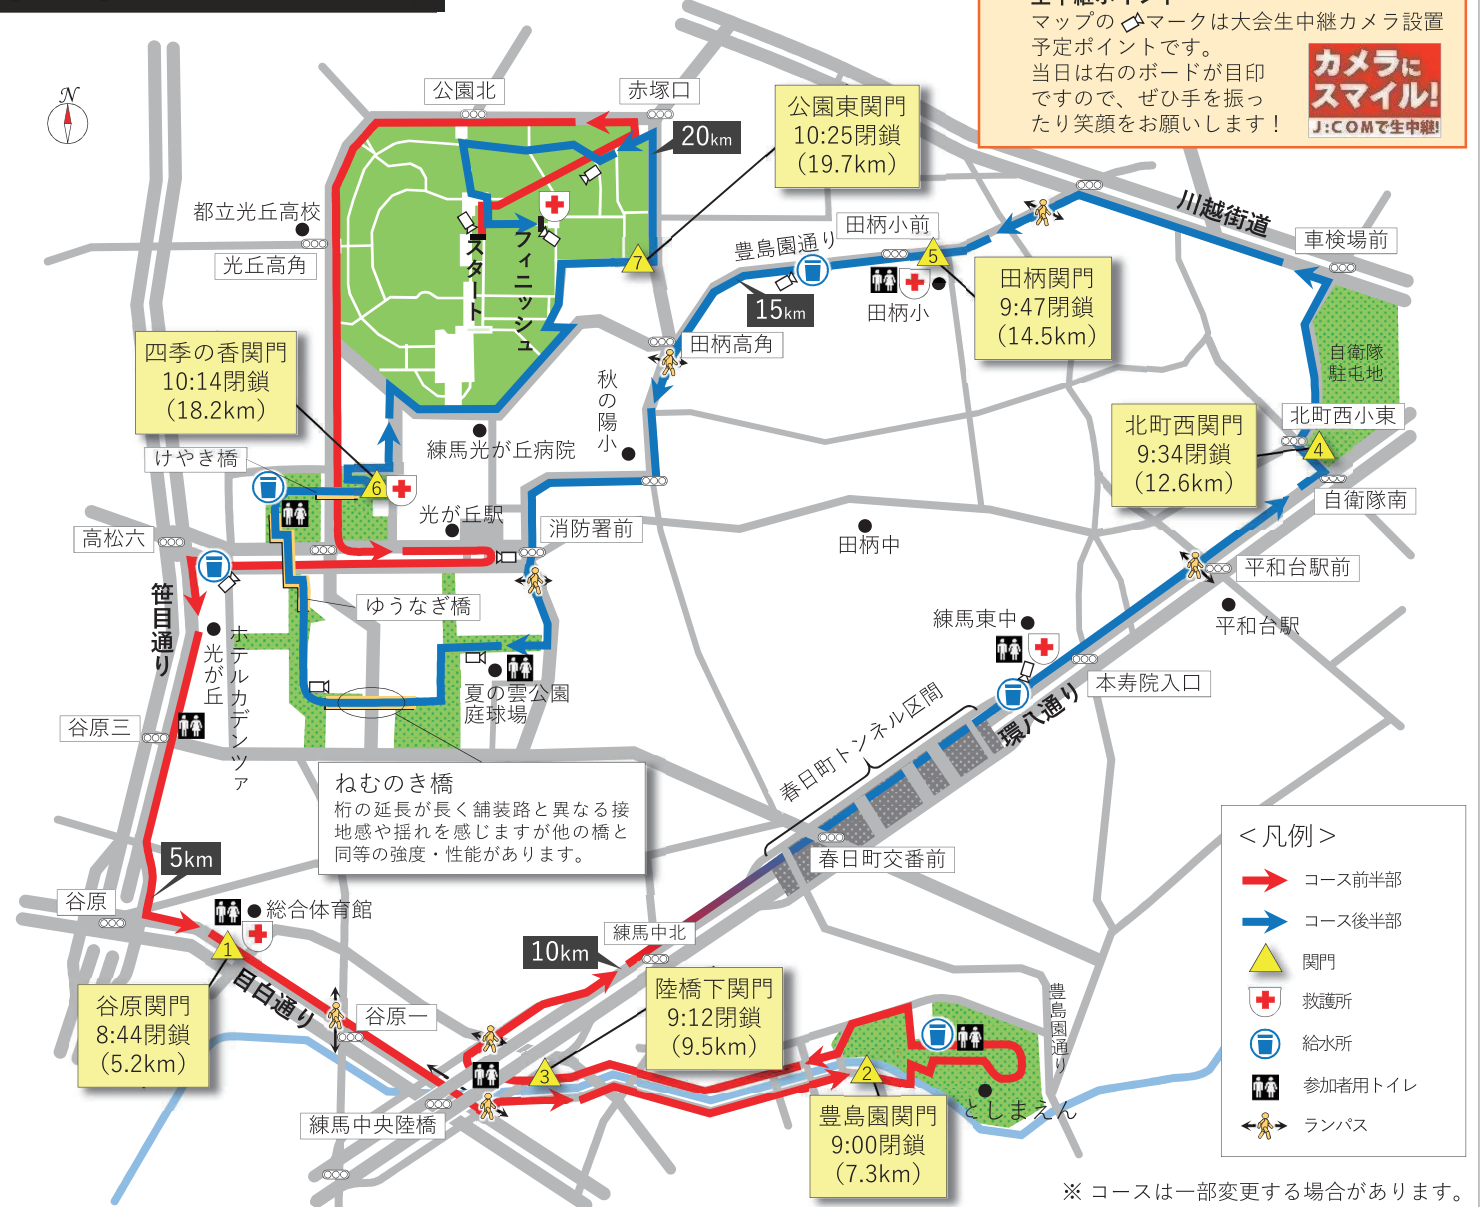 マップのマークは大会生中継カメラ設置
予定ポイントです。
当日は右のボードが目印
ですので、ぜひ手を振っ
たり笑顔をお願いします！
カメラに
スマイル!
J:COMで生中継!
N
公園北
赤塚口
20km
公園東関門
10:25閉鎖
(19.7km)
川越街道
車検場前
都立光丘高校
光丘高角
スタート
フィニッシュ
7
豊島園通り
田柄小前
5
15km
田柄小
田柄関門
9:47閉鎖
(14.5km)
田柄高角
自衛隊
駐屯地
四季の香関門
10:14閉鎖
(18.2km)
秋の陽小
北町西小東
4
北町西関門
9:34閉鎖
(12.6km)
自衛隊南
けやき橋
練馬光が丘病院
6
光が丘駅
消防署前
高松六
田柄中
平和台駅前
平和台駅
笹目通り
ゆうなぎ橋
練馬東中
ホテルカデンツァ
光が丘
夏の雲公園
庭球場
本寿院入口
環八通り
春日町トンネル区間
谷原三
ねむのき橋
桁の延長が長く舗装路と異なる接
地感や揺れを感じますが他の橋と
同等の強度・性能があります。
春日町交番前
5km
谷原
総合体育館
1
目白通り
谷原関門
8:44閉鎖
(5.2km)
谷原一
10km
練馬中北
陸橋下関門
9:12閉鎖
(9.5km)
3
2
豊島園通り
としまえん
豊島園関門
9:00閉鎖
(7.3km)
練馬中央陸橋
＜凡例＞
コース前半部
コース後半部
関門
救護所
給水所
参加者用トイレ
ランパス
※ コースは一部変更する場合があります。